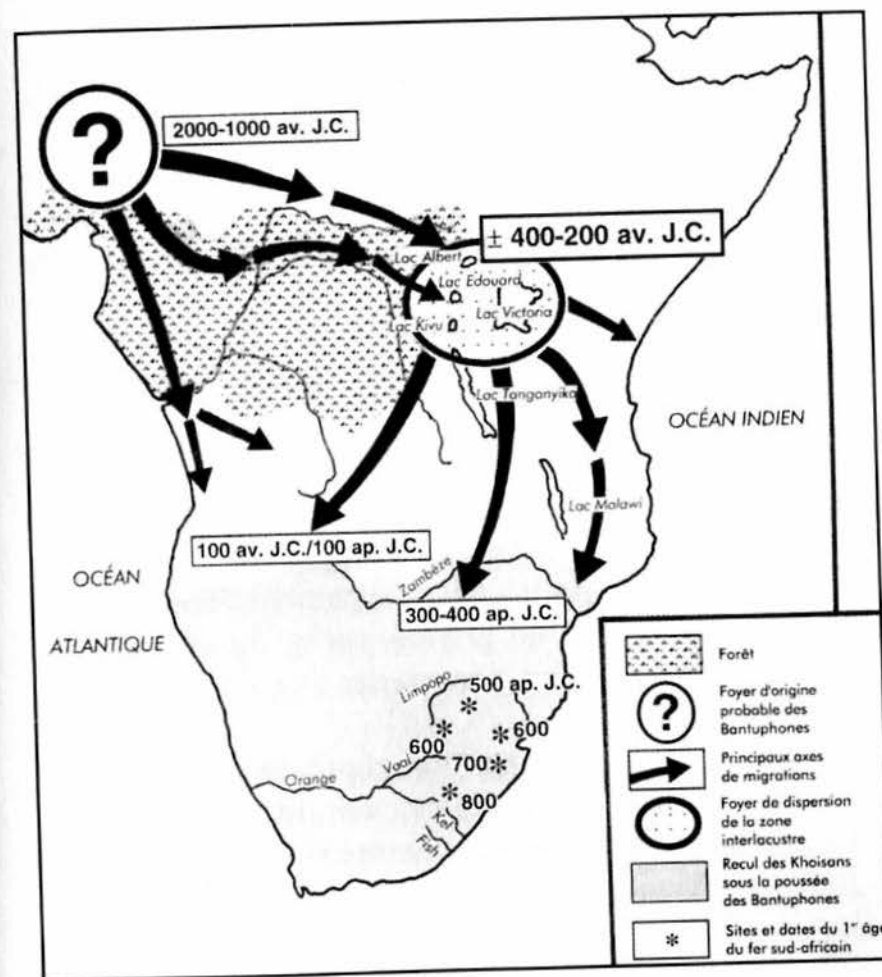 ?
2000-1000 av. J.C.
± 400-200 av. J.C.
Lac Albert
Lac Edouard
Lac Victoria
Lac Kivu
Lac Tanganyika
OCÉAN INDIEN
Lac Malawi
100 av. J.C./100 ap. J.C.
OCÉAN
ATLANTIQUE
Zambèze
300-400 ap. J.C.
Limpopo
500 ap. J.C.
600
600
Vaal
700
Orange
800
Kei
Fish
Forêt
?
Foyer d'origine
probable des
Bantuphones
Principaux axes
de migrations
Foyer de dispersion
de la zone
interlacustre
Recul des Khoisans
sous la poussée
des Bantuphones
Sites et dates du 1er âge
du fer sud-africain